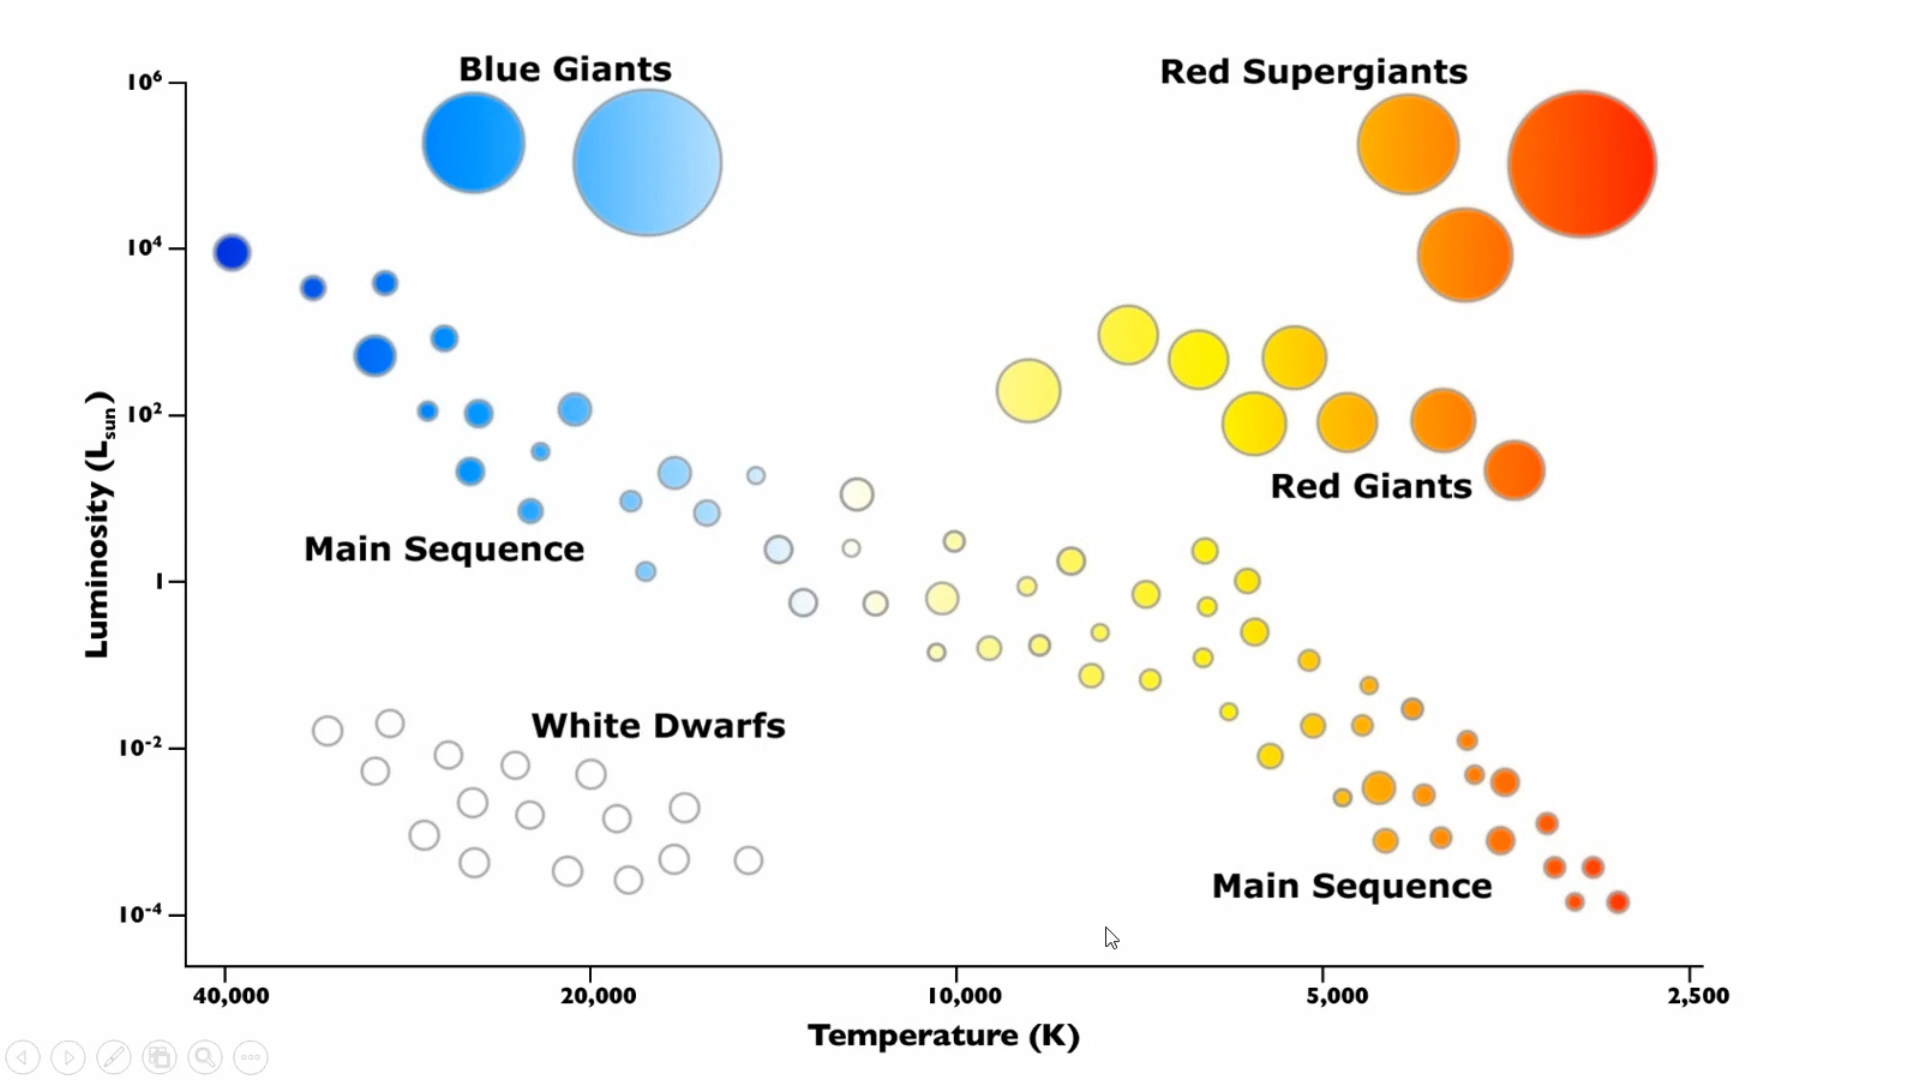 Blue Giants
Red Supergiants
10⁶
10⁴
10²
1
10⁻²
10⁻⁴
Luminosity (Lₛᵤₙ)
Red Giants
Main Sequence
White Dwarfs
Main Sequence
40,000
20,000
10,000
5,000
2,500
Temperature (K)